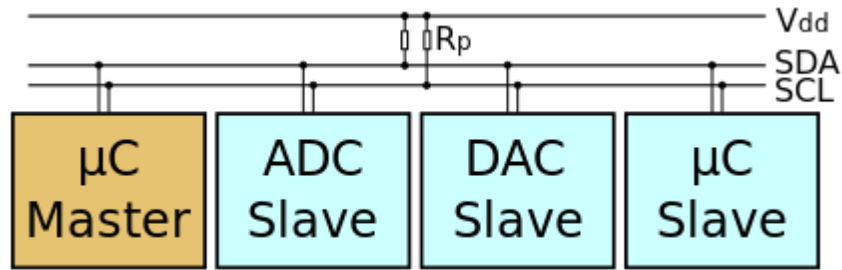 Vdd
Rp
SDA
SCL
µC
Master
ADC
Slave
DAC
Slave
µC
Slave